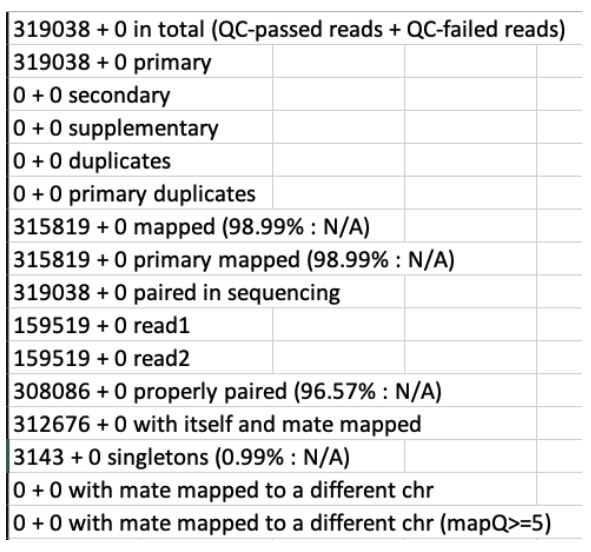 319038 + 0 in total (QC-passed reads + QC-failed reads)
319038 + 0 primary
0 + 0 secondary
0 + 0 supplementary
0 + 0 duplicates
0 + 0 primary duplicates
315819 + 0 mapped (98.99% : N/A)
315819 + 0 primary mapped (98.99% : N/A)
319038 + 0 paired in sequencing
159519 + 0 read1
159519 + 0 read2
308086 + 0 properly paired (96.57% : N/A)
312676 + 0 with itself and mate mapped
3143 + 0 singletons (0.99% : N/A)
0 + 0 with mate mapped to a different chr
0 + 0 with mate mapped to a different chr (mapQ>=5)